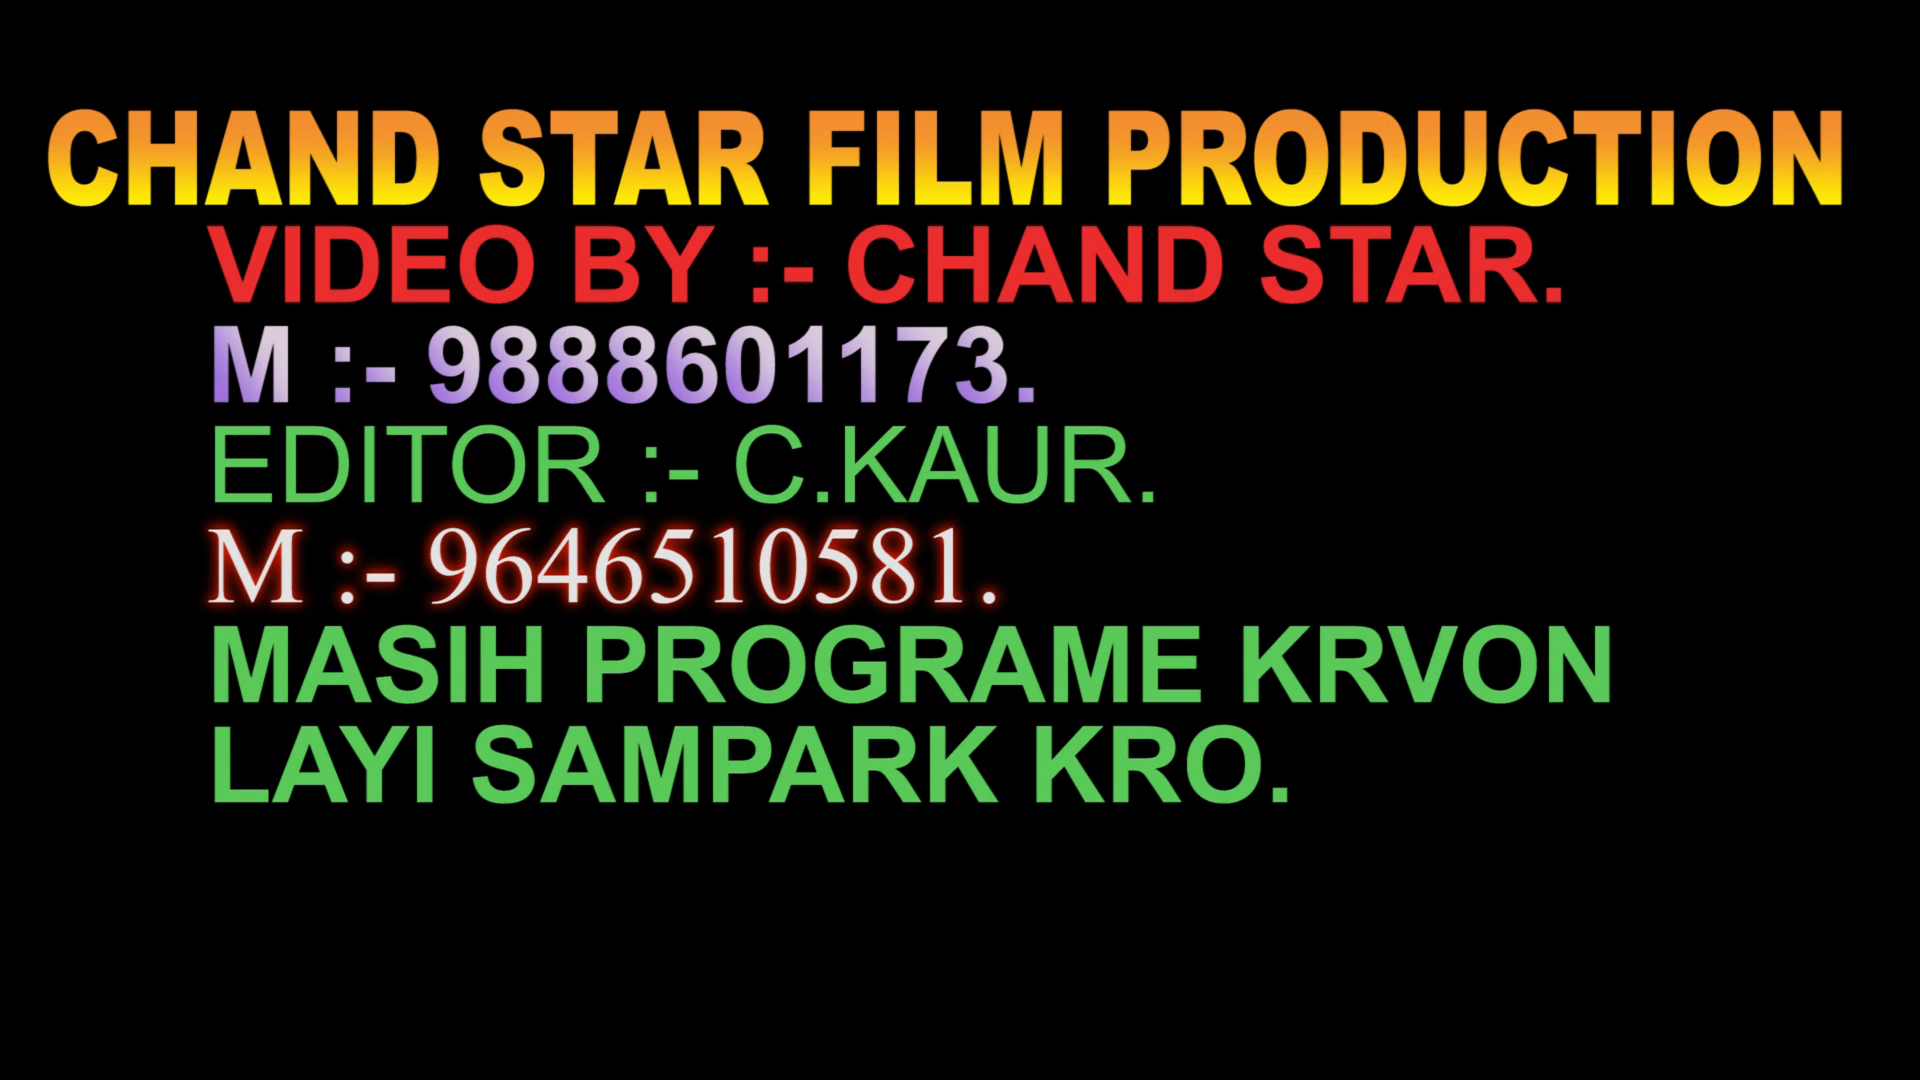 CHAND STAR FILM PRODUCTION
VIDEO BY :- CHAND STAR.
M :- 9888601173.
EDITOR :- C.KAUR.
M :- 9646510581.
MASIH PROGRAME KRVON
LAYI SAMPARK KRO.